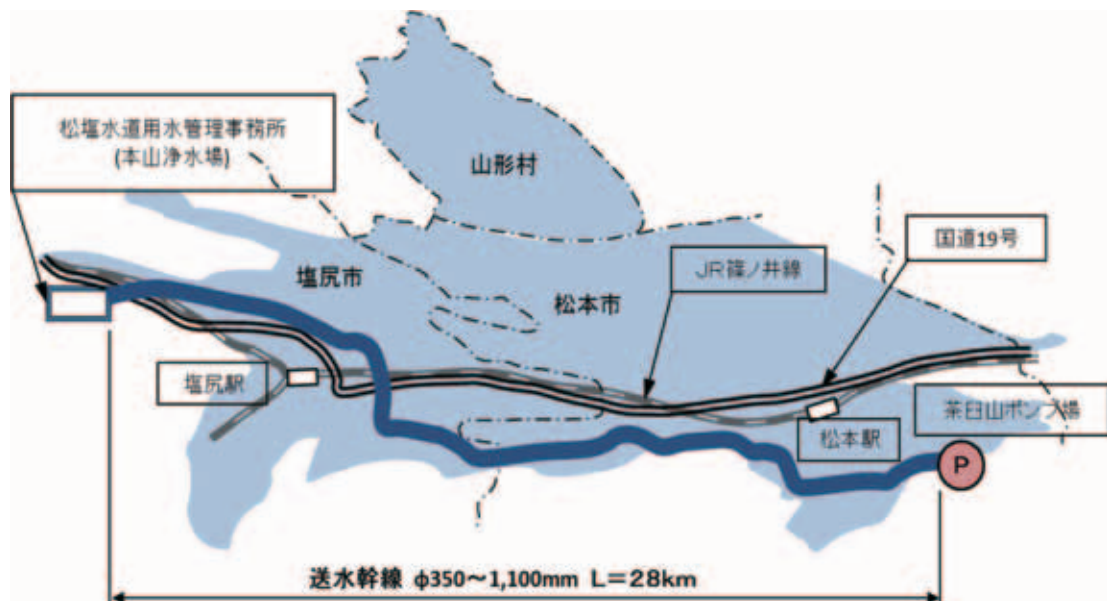 松塩水道用水管理事務所
(本山浄水場)
山形村
国道19号
JR篠ノ井線
塩尻市
松本市
塩尻駅
茶臼山ポンプ場
松本駅
P
送水幹線 φ350~1,100mm L=28km